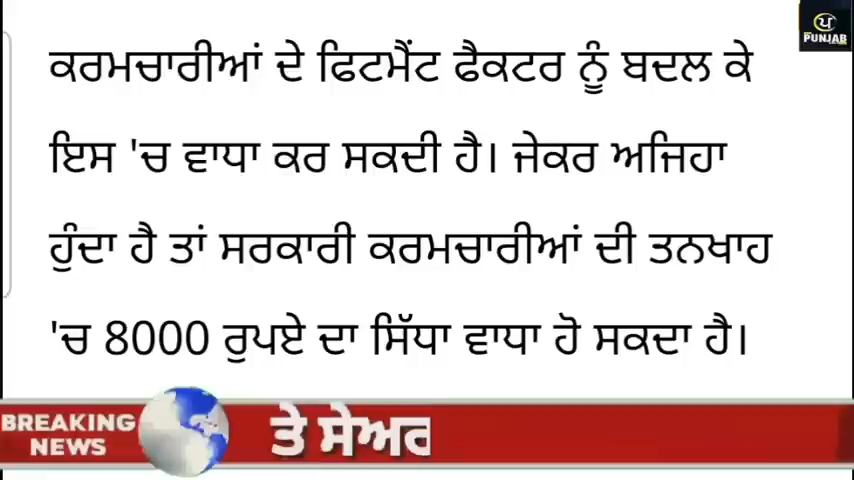 ਪੰ
PUNJAB
ਕਰਮਚਾਰੀਆਂ ਦੇ ਫਿਟਮੈਂਟ ਫੈਕਟਰ ਨੂੰ ਬਦਲ ਕੇ
ਇਸ 'ਚ ਵਾਧਾ ਕਰ ਸਕਦੀ ਹੈ। ਜੇਕਰ ਅਜਿਹਾ
ਹੁੰਦਾ ਹੈ ਤਾਂ ਸਰਕਾਰੀ ਕਰਮਚਾਰੀਆਂ ਦੀ ਤਨਖਾਹ
'ਚ 8000 ਰੁਪਏ ਦਾ ਸਿੱਧਾ ਵਾਧਾ ਹੋ ਸਕਦਾ ਹੈ।
BREAKING
NEWS
ਤੇ ਸੇਅਰ